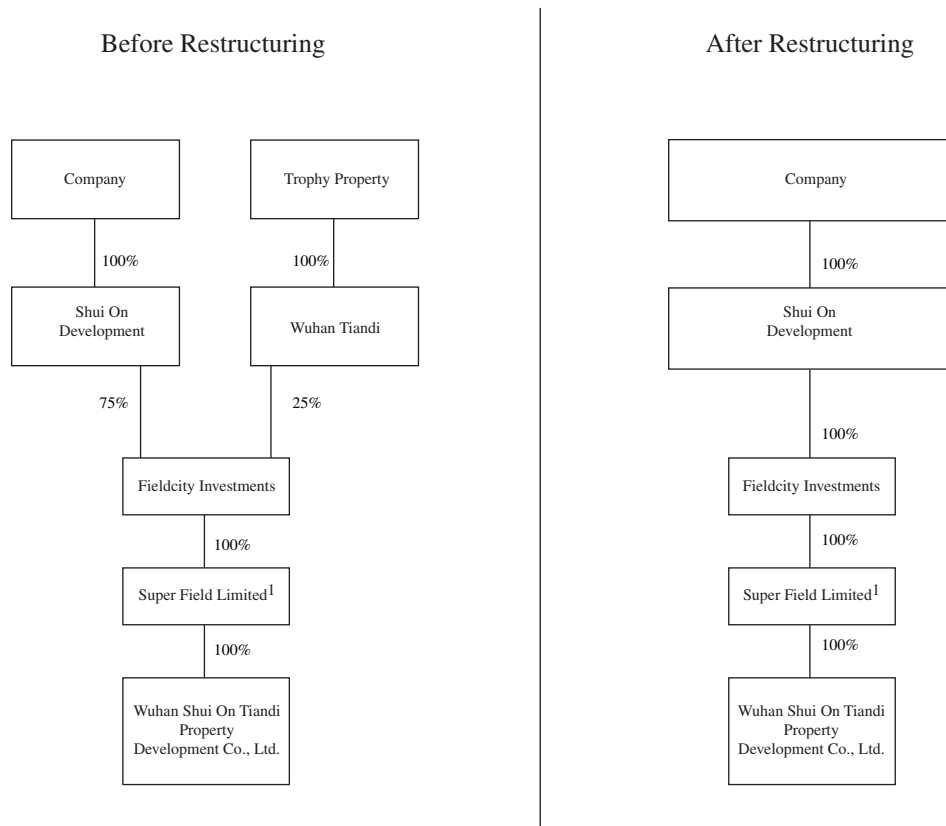 Before Restructuring
Company
Trophy Property
100%
100%
Shui On
Development
Wuhan Tiandi
75%
25%
Fieldcity Investments
100%
Super Field Limited1
100%
Wuhan Shui On Tiandi
Property
Development Co., Ltd.
After Restructuring
Company
100%
Shui On
Development
100%
Fieldcity Investments
100%
Super Field Limited1
100%
Wuhan Shui On Tiandi
Property
Development Co., Ltd.